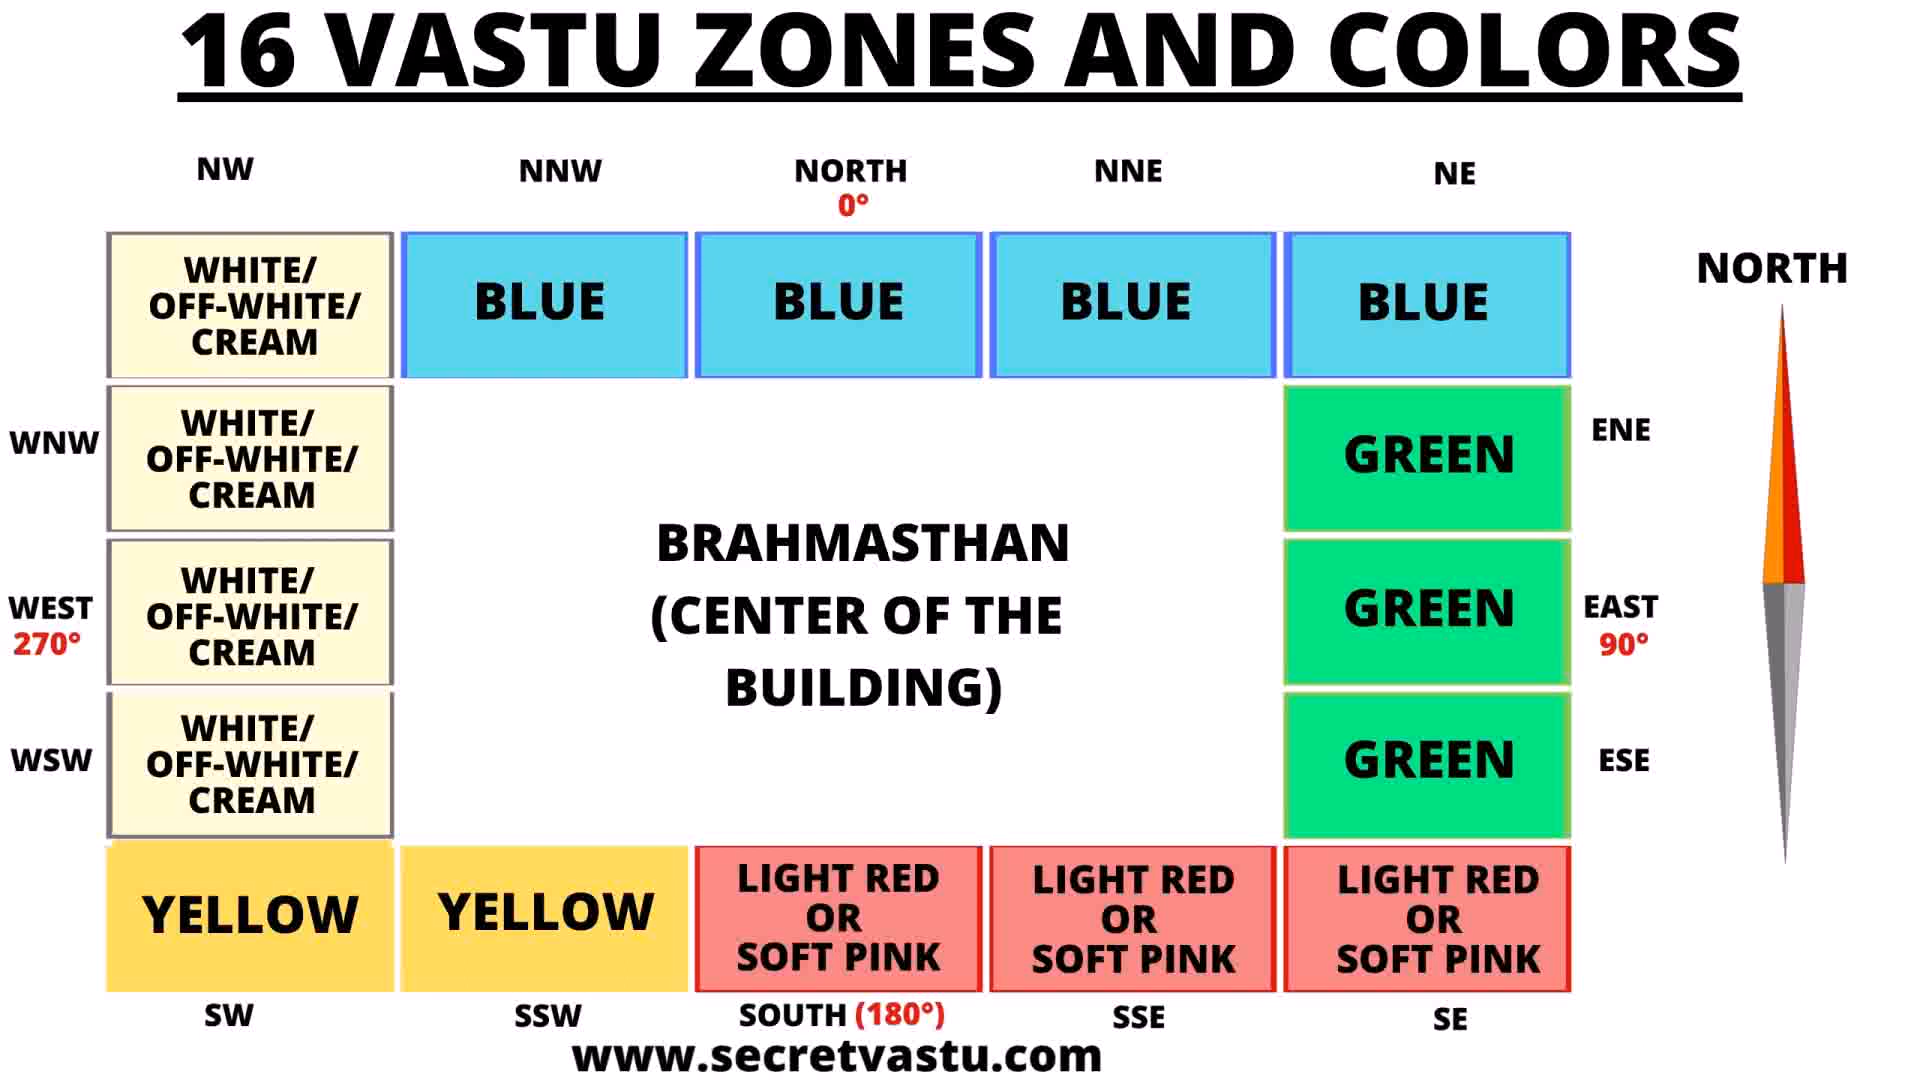 16 VASTU ZONES AND COLORS
NW
NNW
NORTH
0°
NNE
NE
WHITE/
OFF-WHITE/
CREAM
BLUE
BLUE
BLUE
BLUE
NORTH
WNW
WHITE/
OFF-WHITE/
CREAM
GREEN
ENE
BRAHMASTHAN
(CENTER OF THE
BUILDING)
WEST
270°
WHITE/
OFF-WHITE/
CREAM
GREEN
EAST
90°
WSW
WHITE/
OFF-WHITE/
CREAM
GREEN
ESE
YELLOW
YELLOW
LIGHT RED
OR
SOFT PINK
LIGHT RED
OR
SOFT PINK
LIGHT RED
OR
SOFT PINK
SW
SSW
SOUTH (180°)
SSE
SE
www.secretvastu.com